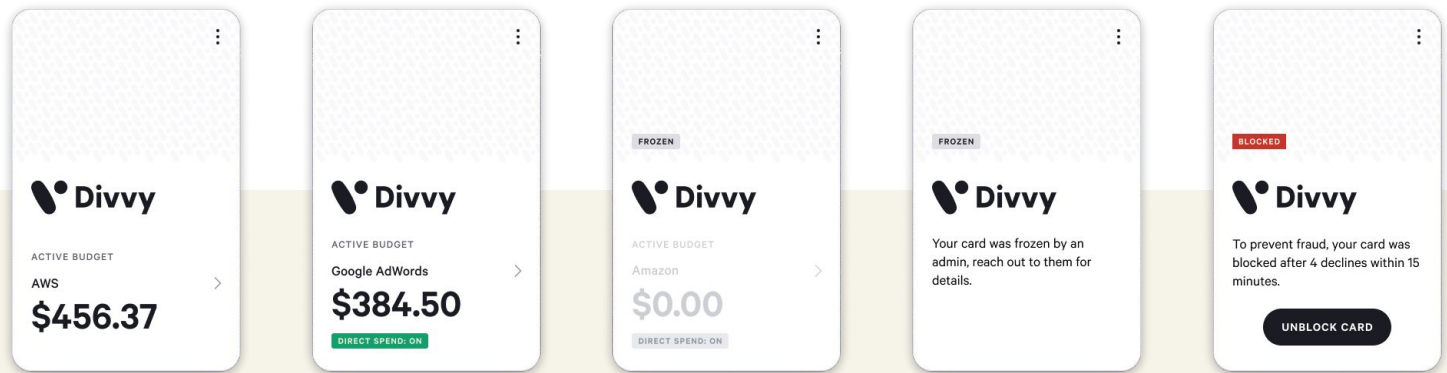 Divvy
ACTIVE BUDGET
AWS
$456.37
Divvy
ACTIVE BUDGET
Google AdWords
$384.50
DIRECT SPEND: ON
FROZEN
Divvy
ACTIVE BUDGET
Amazon
$0.00
DIRECT SPEND: ON
FROZEN
Divvy
Your card was frozen by an
admin, reach out to them for
details.
BLOCKED
Divvy
To prevent fraud, your card was
blocked after 4 declines within 15
minutes.
UNBLOCK CARD